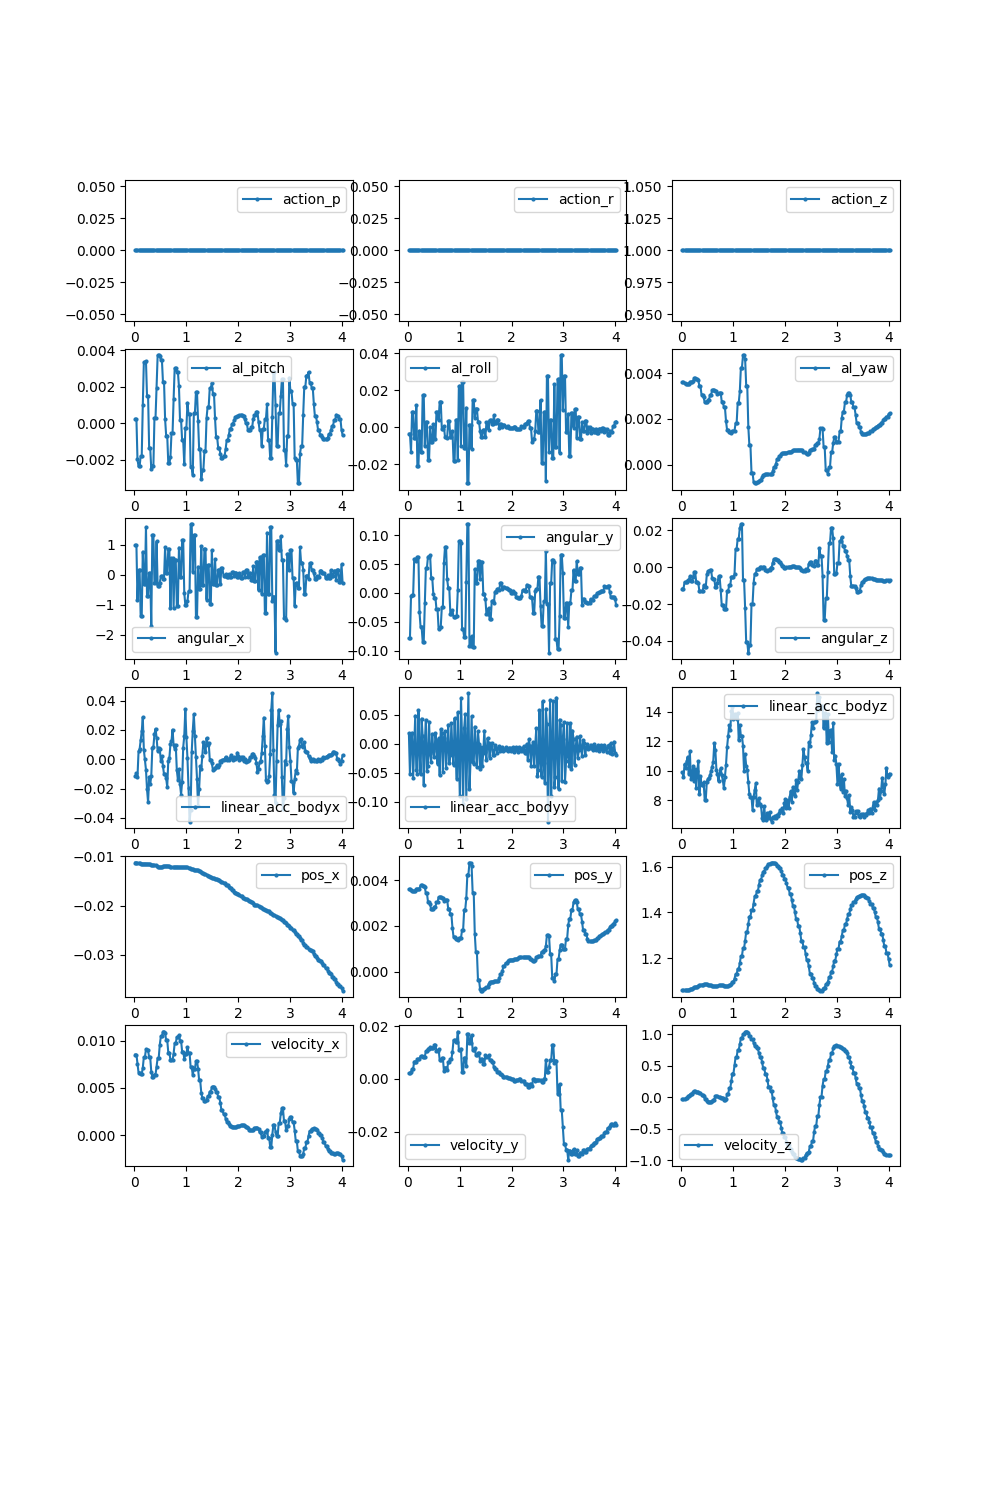 0.050
0.025
0.000
−0.025
−0.050
action_p
0 1 2 3 4
0.050
0.025
0.000
−0.025
−0.050
action_r
0 1 2 3 4
1.050
1.025
1.000
0.975
0.950
action_z
0 1 2 3 4
0.004
0.002
0.000
−0.002
al_pitch
0 1 2 3 4
0.04
0.02
0.00
−0.02
al_roll
0 1 2 3 4
0.004
0.002
0.000
al_yaw
0 1 2 3 4
1
0
−1
−2
angular_x
0 1 2 3 4
0.10
0.05
0.00
−0.05
−0.10
angular_y
0 1 2 3 4
0.02
0.00
−0.02
−0.04
angular_z
0 1 2 3 4
0.04
0.02
0.00
−0.02
−0.04
linear_acc_bodyx
0 1 2 3 4
0.05
0.00
−0.05
−0.10
linear_acc_bodyy
0 1 2 3 4
14
12
10
8
linear_acc_bodyz
0 1 2 3 4
−0.01
−0.02
−0.03
pos_x
0 1 2 3 4
0.004
0.002
0.000
pos_y
0 1 2 3 4
1.6
1.4
1.2
pos_z
0 1 2 3 4
0.010
0.005
0.000
velocity_x
0 1 2 3 4
0.02
0.00
−0.02
velocity_y
0 1 2 3 4
1.0
0.5
0.0
−0.5
−1.0
velocity_z
0 1 2 3 4